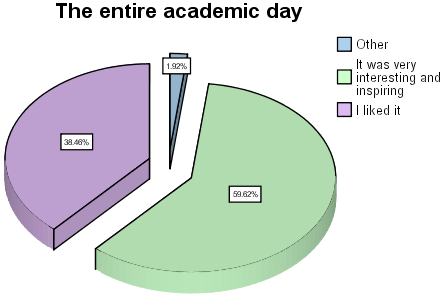 The entire academic day
Other
It was very
interesting and
inspiring
I liked it
1.92%
38.46%
59.62%